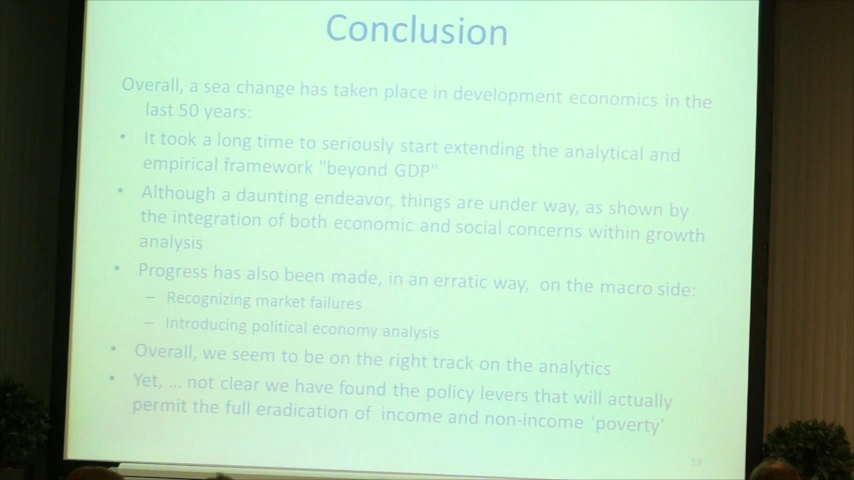 Conclusion
Overall, a sea change has taken place in development economics in the
last 50 years:
• It took a long time to seriously start extending the analytical and
empirical framework "beyond GDP"
• Although a daunting endeavor, things are under way, as shown by
the integration of both economic and social concerns within growth
analysis
• Progress has also been made, in an erratic way, on the macro side:
– Recognizing market failures
– Introducing political economy analysis
• Overall, we seem to be on the right track on the analytics
• Yet, ... not clear we have found the policy levers that will actually
permit the full eradication of income and non-income 'poverty'